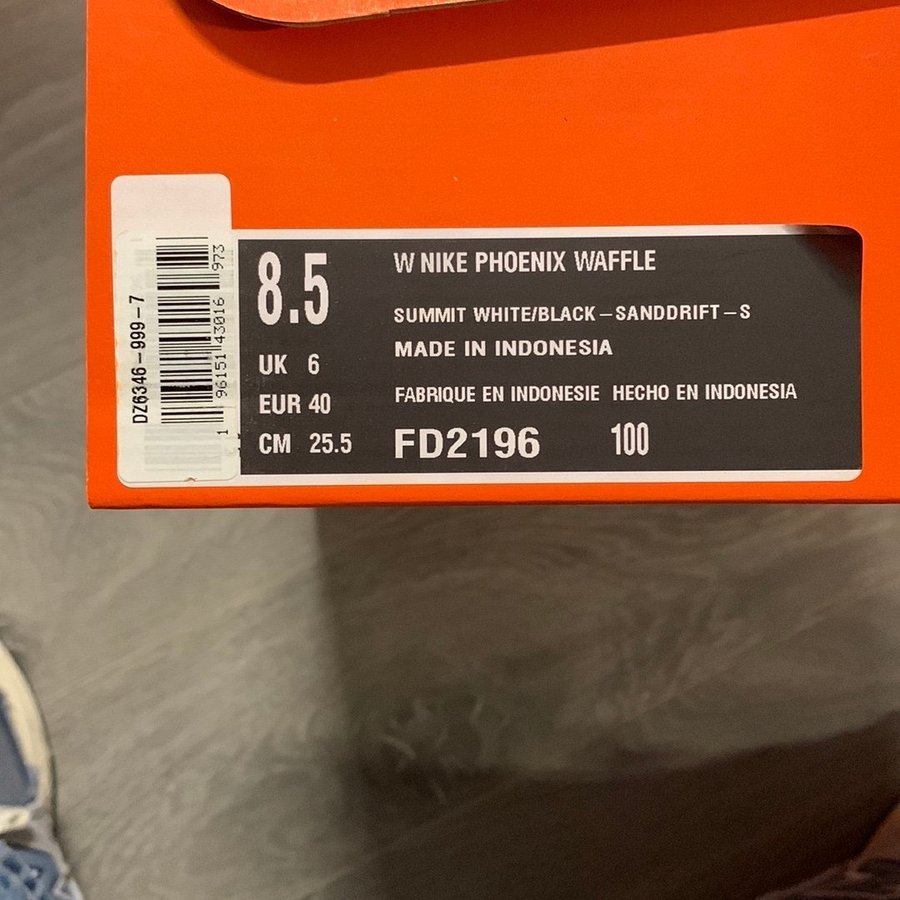 DZ6346-999-7
1 96151 43016 973
8.5
UK 6
EUR 40
CM 25.5
W NIKE PHOENIX WAFFLE
SUMMIT WHITE/BLACK-SANDDRIFT-S
MADE IN INDONESIA
FABRIQUE EN INDONESIE HECHO EN INDONESIA
FD2196 100